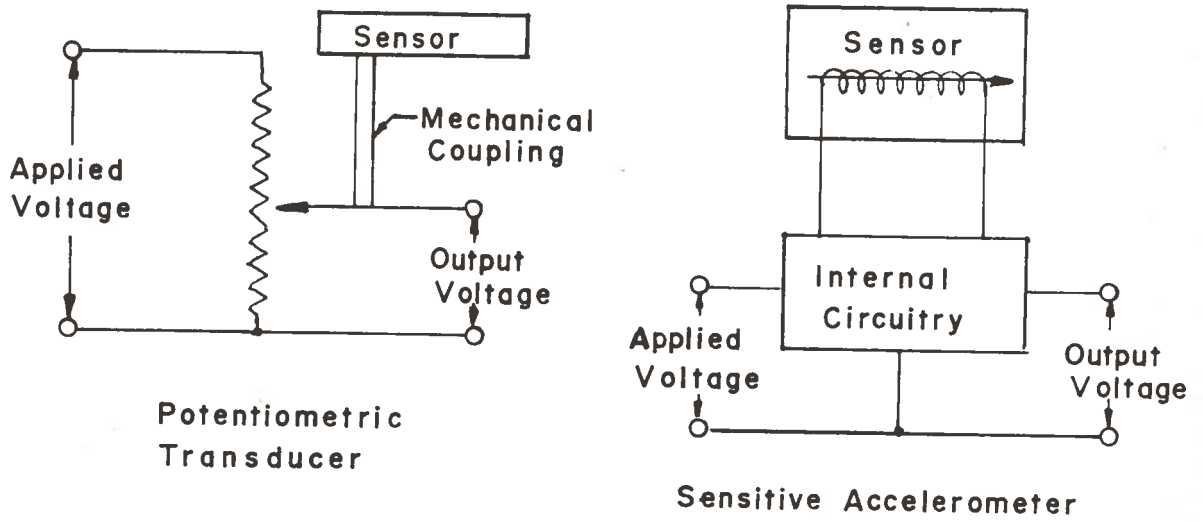 Sensor
Mechanical
Coupling
Applied
Voltage
Output
Voltage
Potentiometric
Transducer
Sensor
Internal
Circuitry
Applied
Voltage
Output
Voltage
Sensitive Accelerometer